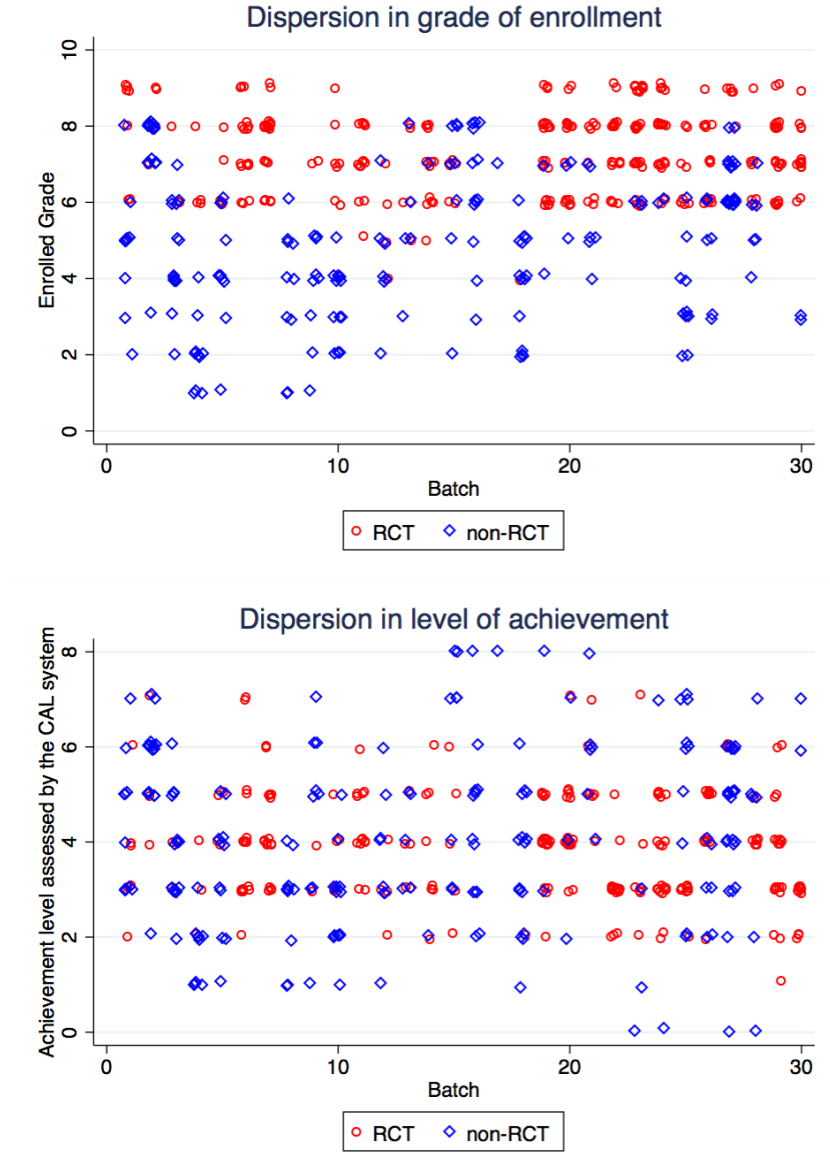 Dispersion in grade of enrollment
10
8
6
4
2
0
Enrolled Grade
0 10 20 30
Batch
RCT non-RCT
Dispersion in level of achievement
8
6
4
2
0
Achievement level assessed by the CAL system
0 10 20 30
Batch
RCT non-RCT